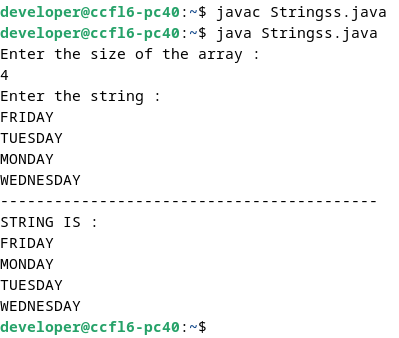 developer@ccfl6-pc40:~$ javac Stringss.java
developer@ccfl6-pc40:~$ java Stringss.java
Enter the size of the array :
4
Enter the string :
FRIDAY
TUESDAY
MONDAY
WEDNESDAY
------------------------------------------
STRING IS :
FRIDAY
MONDAY
TUESDAY
WEDNESDAY
developer@ccfl6-pc40:~$